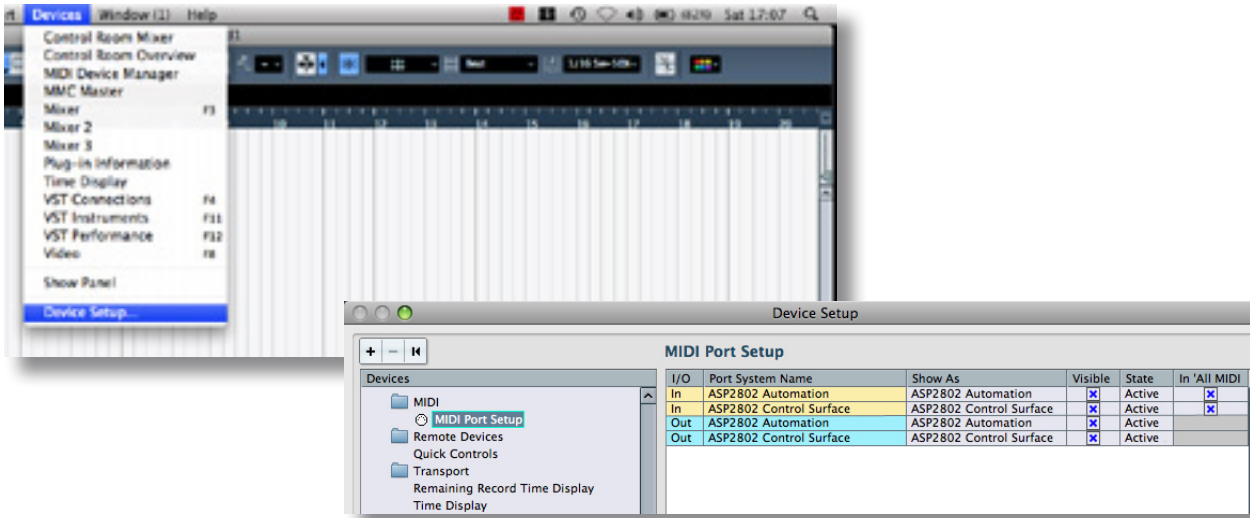 Devices Window (1) Help Sat 17:07
Control Room Mixer
Control Room Overview
MIDI Device Manager
MMC Master
Mixer F3
Mixer 2
Mixer 3
Plug-in Information
Time Display
VST Connections F4
VST Instruments F11
VST Performance F12
Video F8
Show Panel
Device Setup...
10 11 12 13 14 15 16 17 18 19 20
Device Setup
MIDI Port Setup
Devices
MIDI
MIDI Port Setup
Remote Devices
Quick Controls
Transport
Remaining Record Time Display
Time Display
I/O Port System Name Show As Visible State In 'All MIDI
In ASP2802 Automation ASP2802 Automation Active
In ASP2802 Control Surface ASP2802 Control Surface Active
Out ASP2802 Automation ASP2802 Automation Active
Out ASP2802 Control Surface ASP2802 Control Surface Active